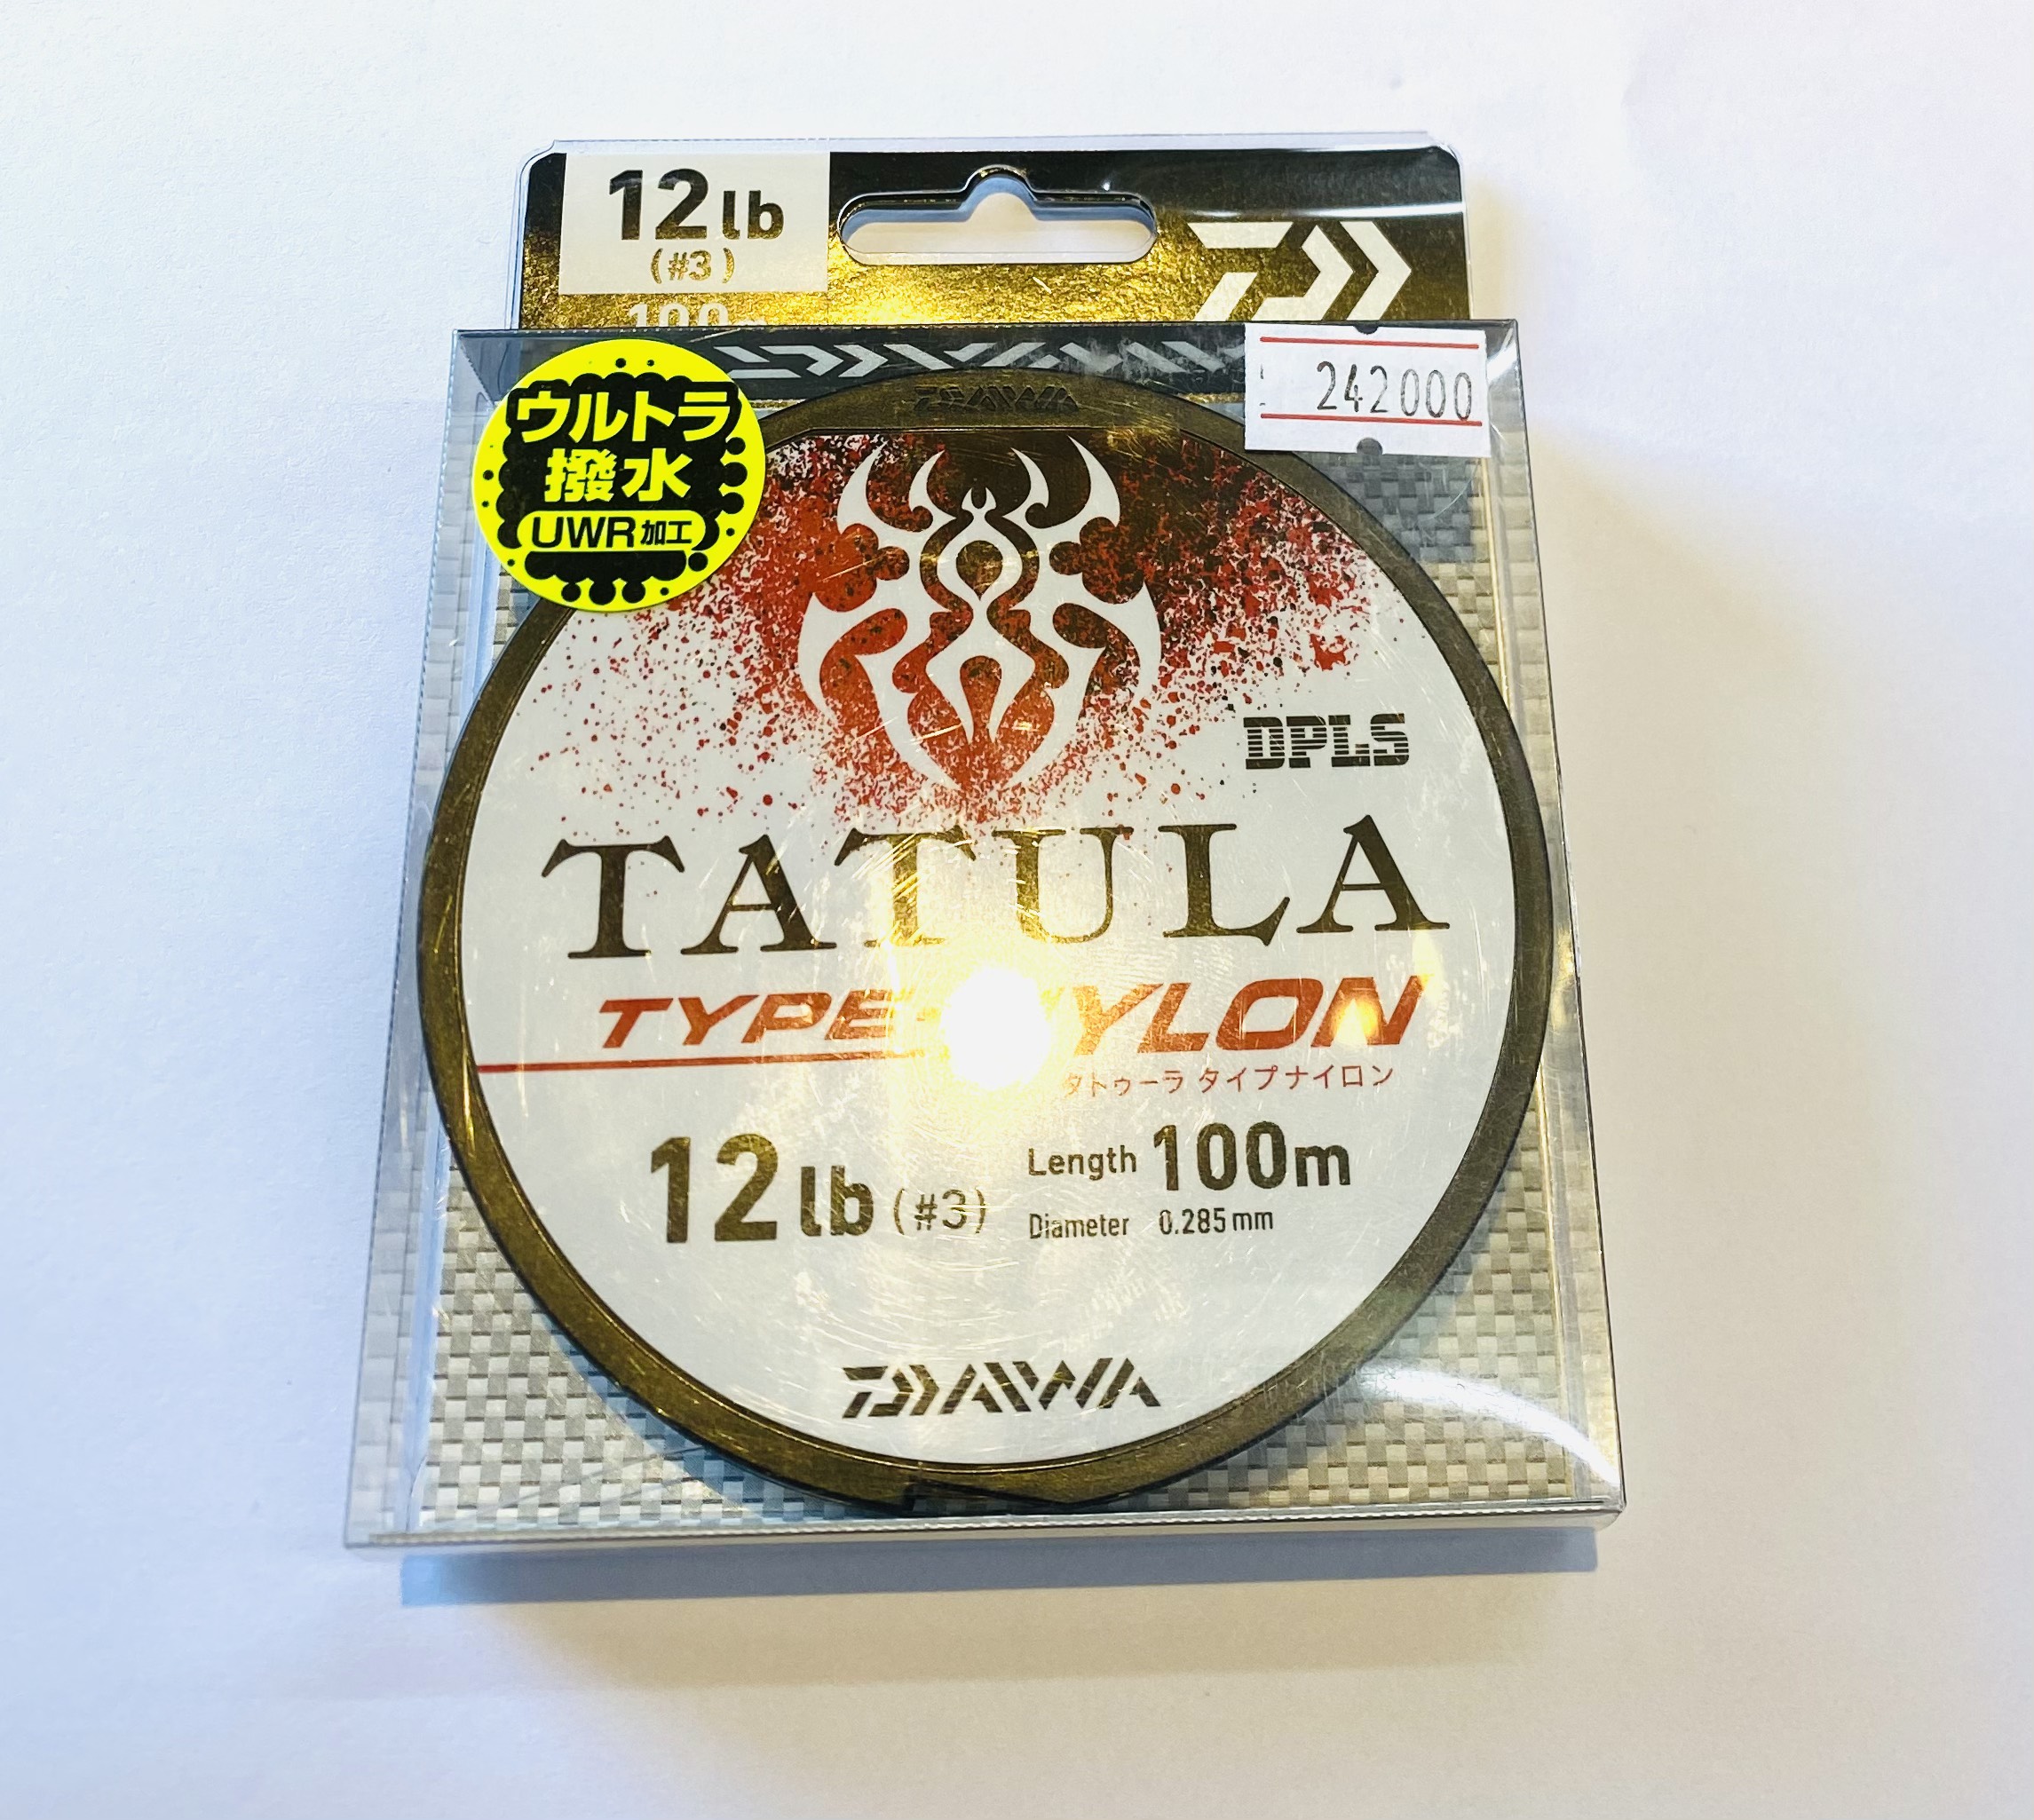 12lb
(#3)
DAIWA
242000
DAIWA
ウルトラ
撥水
UWR加工
DPLS
TATULA
TYPE-NYLON
タトゥーラ タイプナイロン
12lb (#3)
Length 100m
Diameter 0.285mm
DAIWA